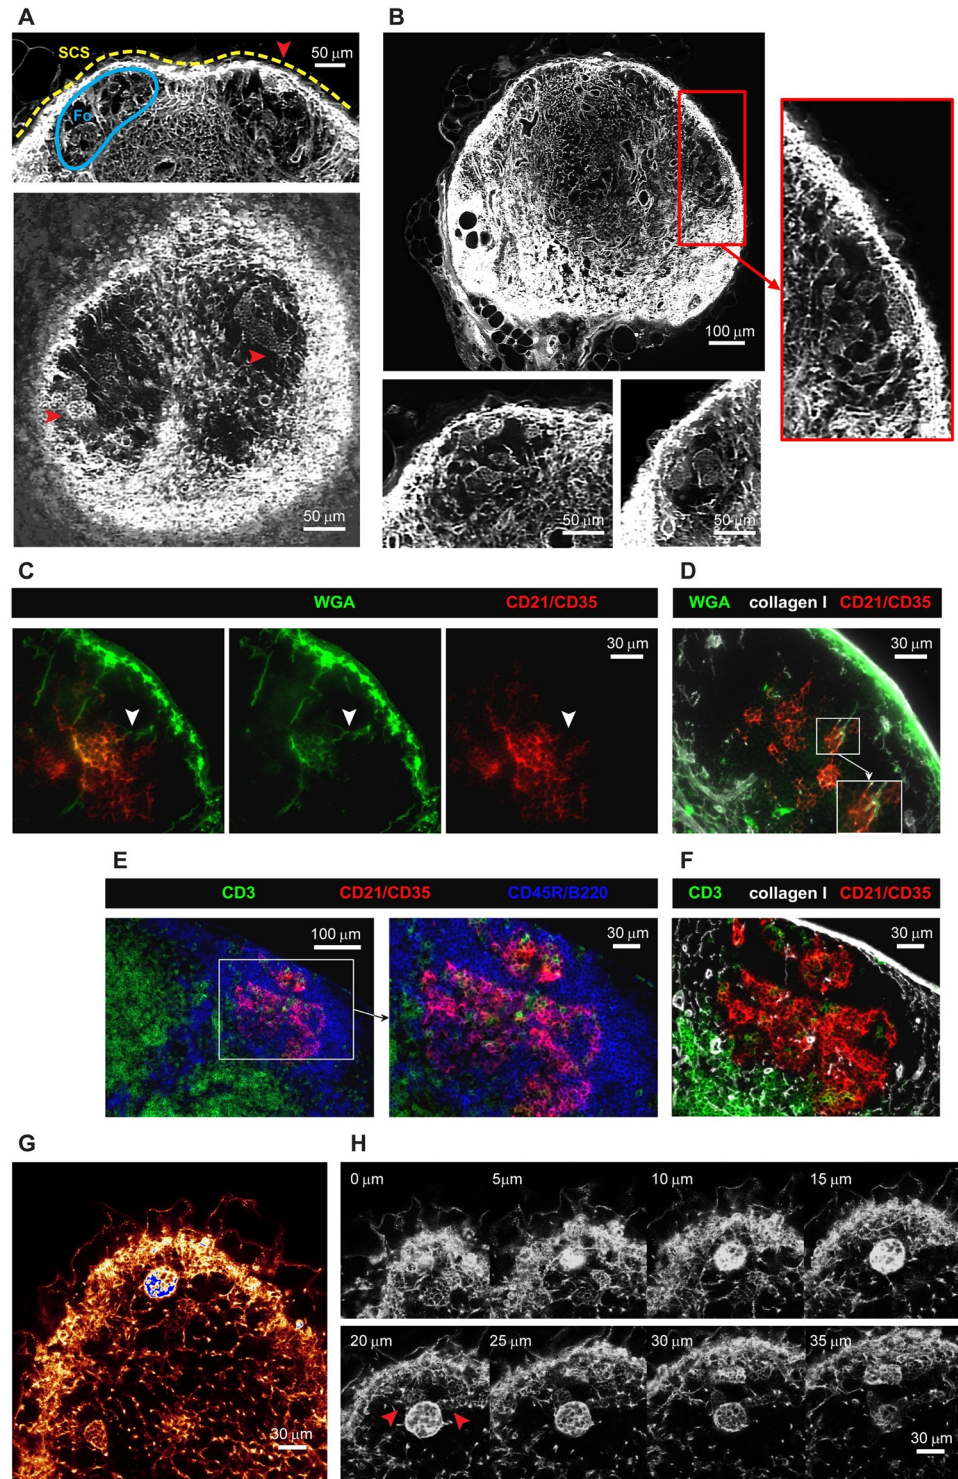 A
SCS
50 μm
Fo
50 μm
B
100 μm
50 μm
50 μm
C
WGA CD21/CD35
30 μm
D
WGA collagen I CD21/CD35
30 μm
E
CD3 CD21/CD35 CD45R/B220
100 μm
30 μm
F
CD3 collagen I CD21/CD35
30 μm
G
30 μm
H
0 μm 5μm 10 μm 15 μm
20 μm 25 μm 30 μm 35 μm
30 μm